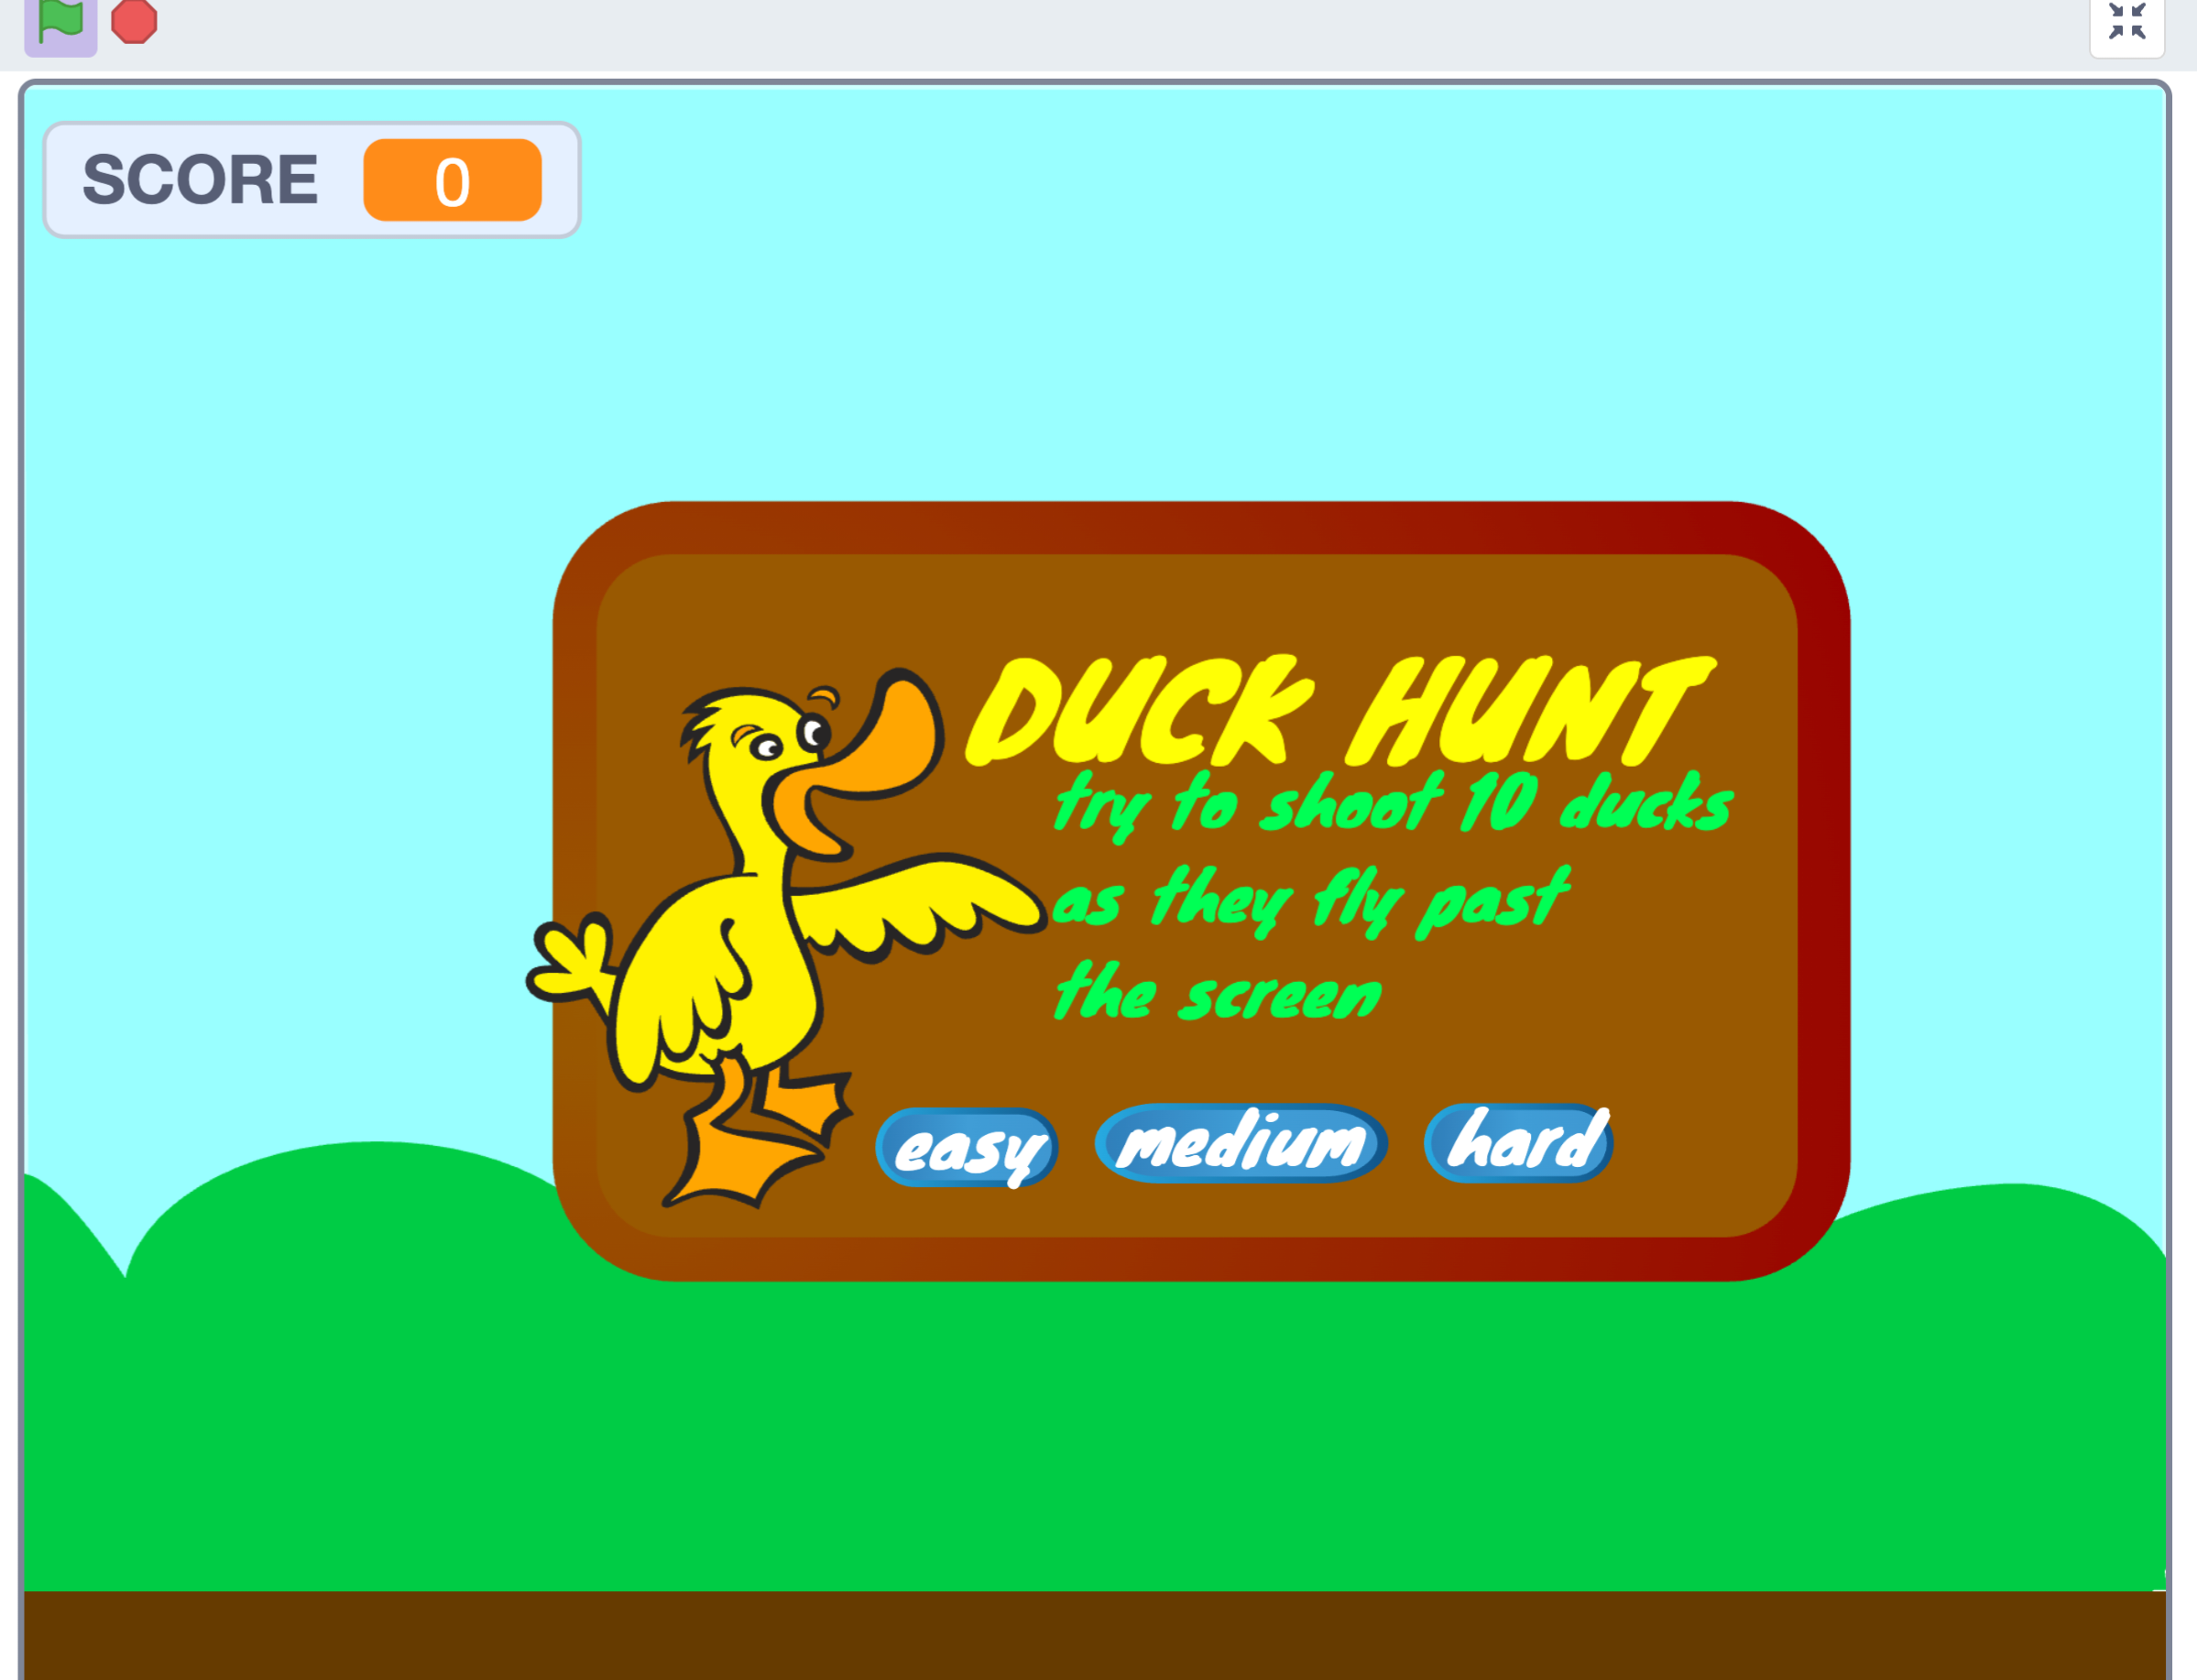 SCORE 0
DUCK HUNT
try to shoot 10 ducks
as they fly past
the screen
easy medium hard